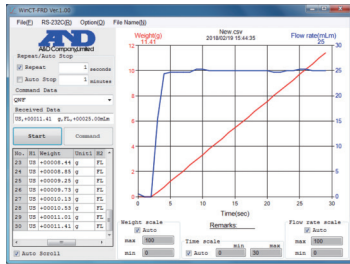 WinCT-FRD Ver.1.00
File(F) RS-232C(R) Option(O) File Name(N)
AND
A&D Company,Limited
Repeat/Auto Stop
Repeat 1 seconds
Auto Stop 1 minutes
Command Data
QWF
Received Data
US,+00011.41 g,FL,+00025.00mLm
Start Command
No. H1 Weight Unit1 H2
23 US +00008.44 g FL
24 US +00008.85 g FL
25 US +00009.25 g FL
26 US +00009.73 g FL
27 US +00010.13 g FL
28 US +00010.53 g FL
29 US +00011.01 g FL
30 US +00011.41 g FL
Auto Scroll
Weight(g)
11.41
New.csv
2018/02/19 15:44:35
Flow rate(mLm)
25
12 30
10 25
8 20
6 15
4 10
2 5
0 0
0 5 10 15 20 25 30
Time(sec)
Weight scale
Auto
max 100
min 0
Remarks:
Time scale min max
Auto 0 30
Flow rate scale
Auto
max 100
min 0